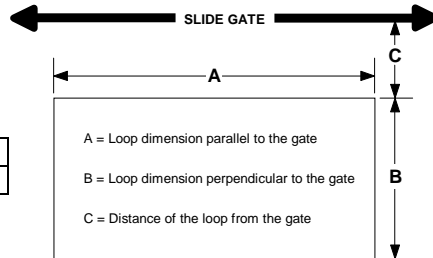 SLIDE GATE
C
A
A = Loop dimension parallel to the gate
B = Loop dimension perpendicular to the gate
B
C = Distance of the loop from the gate